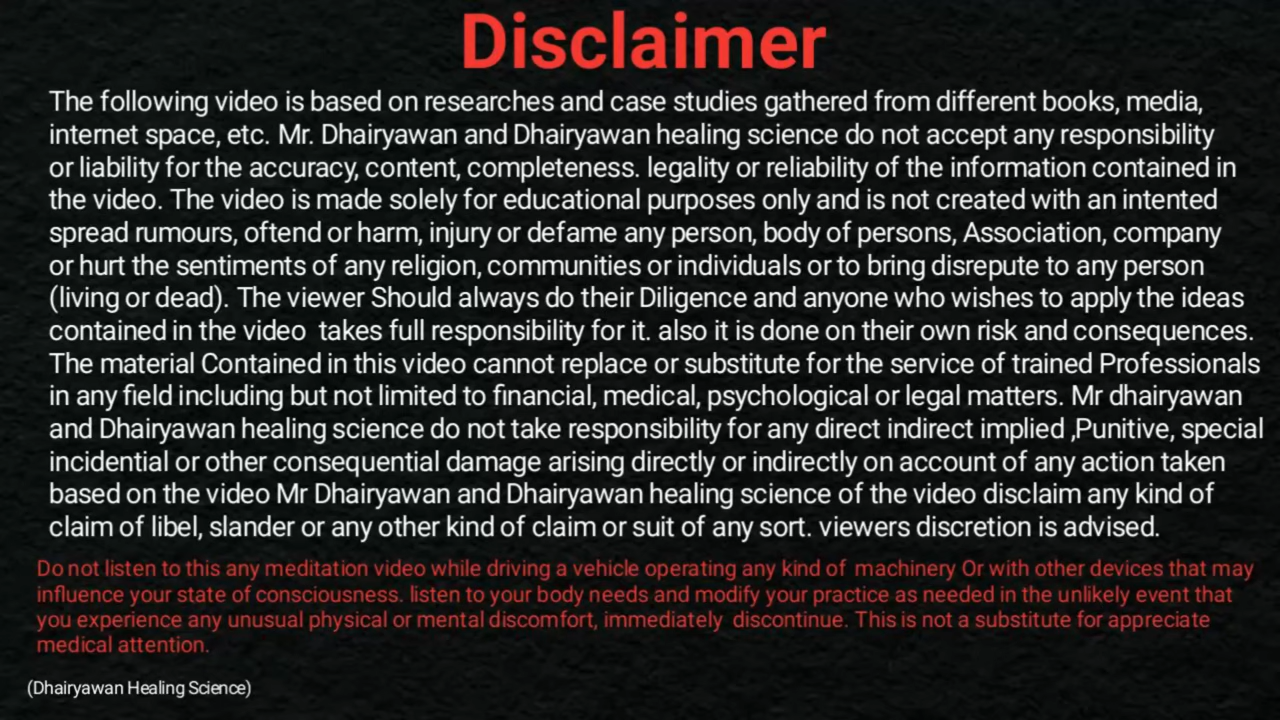 Disclaimer
The following video is based on researches and case studies gathered from different books, media,
internet space, etc. Mr. Dhairyawan and Dhairyawan healing science do not accept any responsibility
or liability for the accuracy, content, completeness. legality or reliability of the information contained in
the video. The video is made solely for educational purposes only and is not created with an intented
spread rumours, oftend or harm, injury or defame any person, body of persons, Association, company
or hurt the sentiments of any religion, communities or individuals or to bring disrepute to any person
(living or dead). The viewer Should always do their Diligence and anyone who wishes to apply the ideas
contained in the video  takes full responsibility for it. also it is done on their own risk and consequences.
The material Contained in this video cannot replace or substitute for the service of trained Professionals
in any field including but not limited to financial, medical, psychological or legal matters. Mr dhairyawan
and Dhairyawan healing science do not take responsibility for any direct indirect implied ,Punitive, special
incidential or other consequential damage arising directly or indirectly on account of any action taken
based on the video Mr Dhairyawan and Dhairyawan healing science of the video disclaim any kind of
claim of libel, slander or any other kind of claim or suit of any sort. viewers discretion is advised.
Do not listen to this any meditation video while driving a vehicle operating any kind of  machinery Or with other devices that may
influence your state of consciousness. listen to your body needs and modify your practice as needed in the unlikely event that
you experience any unusual physical or mental discomfort, immediately  discontinue. This is not a substitute for appreciate
medical attention.
(Dhairyawan Healing Science)